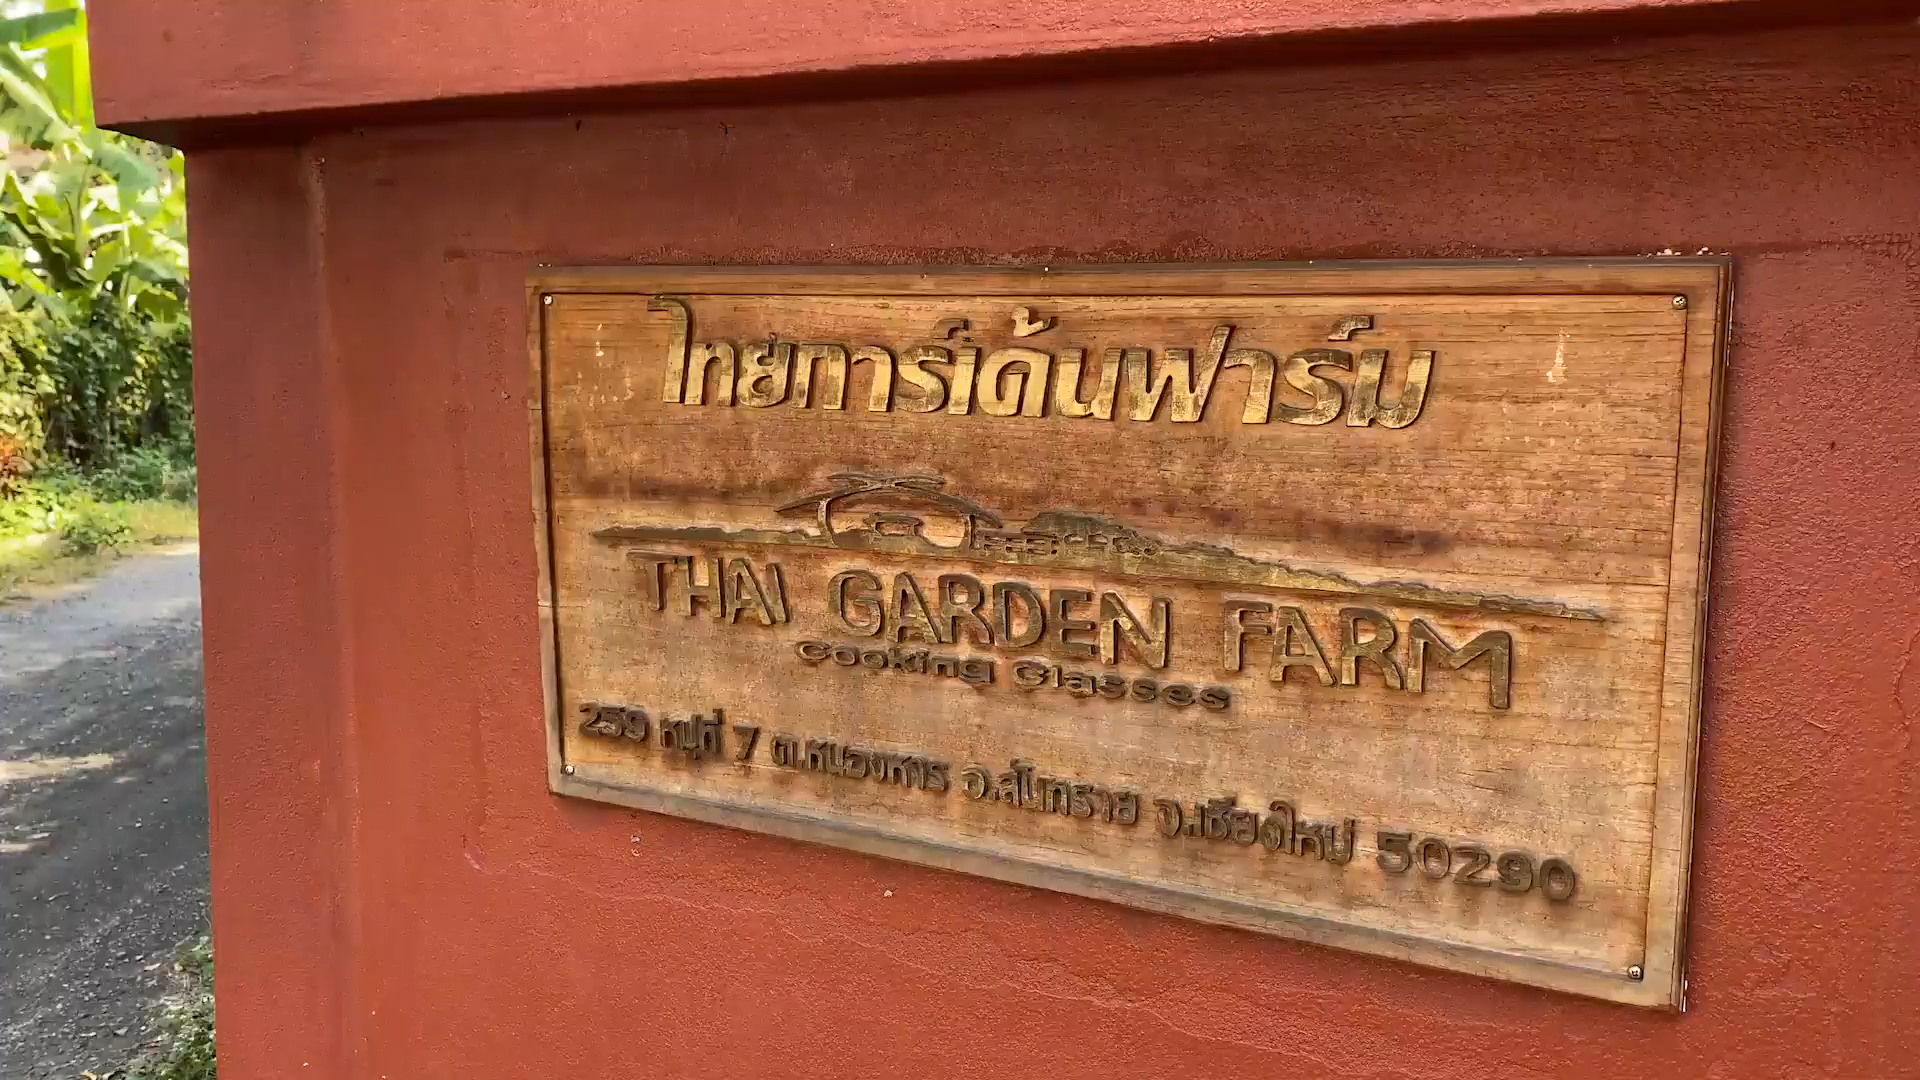 ไทยการ์เด้นฟาร์ม
THAI GARDEN FARM
Cooking Classes
259 หมู่ที่ 7 ต.หนองหาร อ.สันทราย จ.เชียงใหม่ 50290